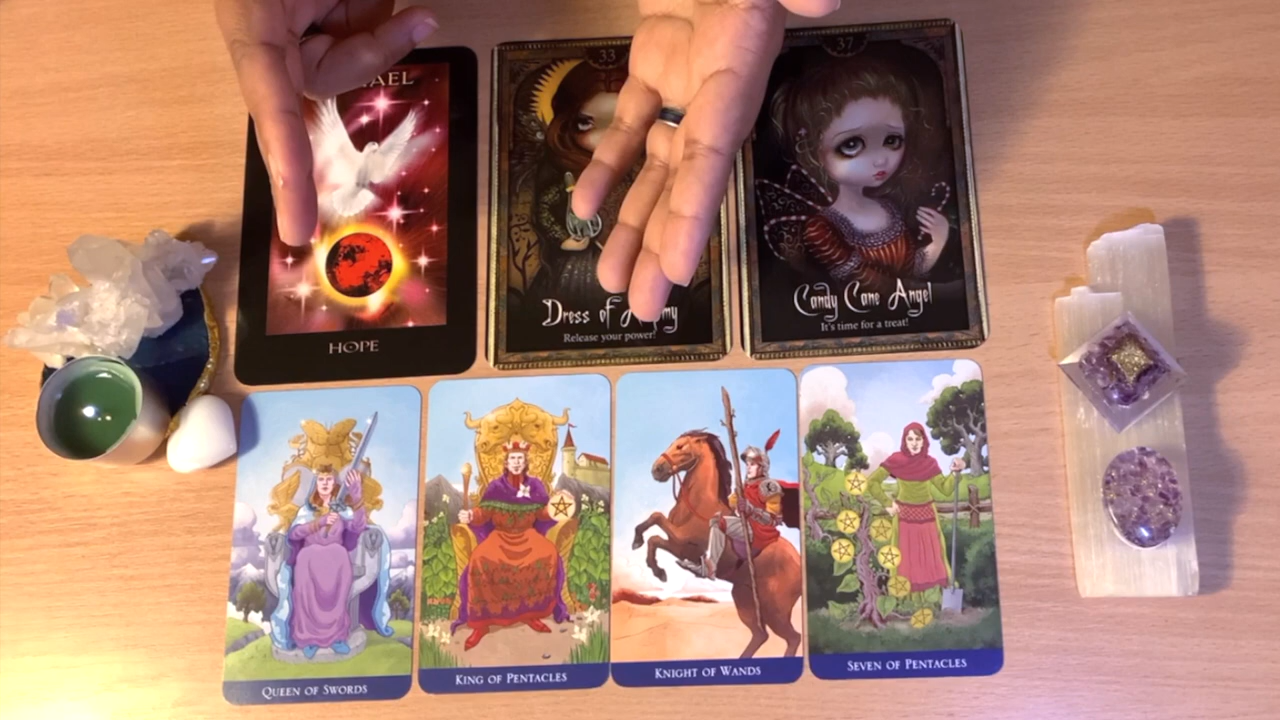 AEL
HOPE
33
Dress of
Release your power!
37
Candy Cane Angel
It's time for a treat!
QUEEN OF SWORDS
KING OF PENTACLES
KNIGHT OF WANDS
SEVEN OF PENTACLES